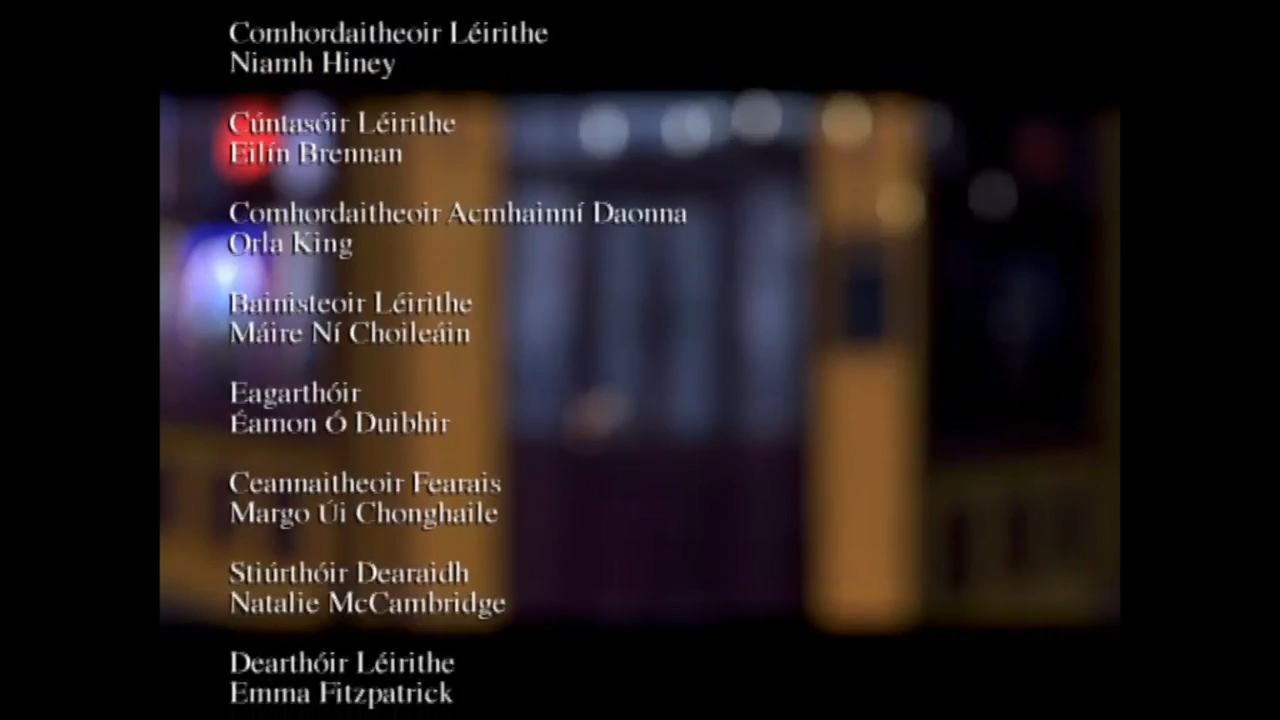 Comhordaitheoir Léirithe
Niamh Hiney
Cúntasóir Léirithe
Eilín Brennan
Comhordaitheoir Acmhainní Daonna
Orla King
Bainisteoir Léirithe
Máire Ní Choileáin
Eagarthóir
Éamon Ó Duibhir
Ceannaitheoir Fearais
Margo Úi Chonghaile
Stiúrthóir Dearaidh
Natalie McCambridge
Dearthóir Léirithe
Emma Fitzpatrick